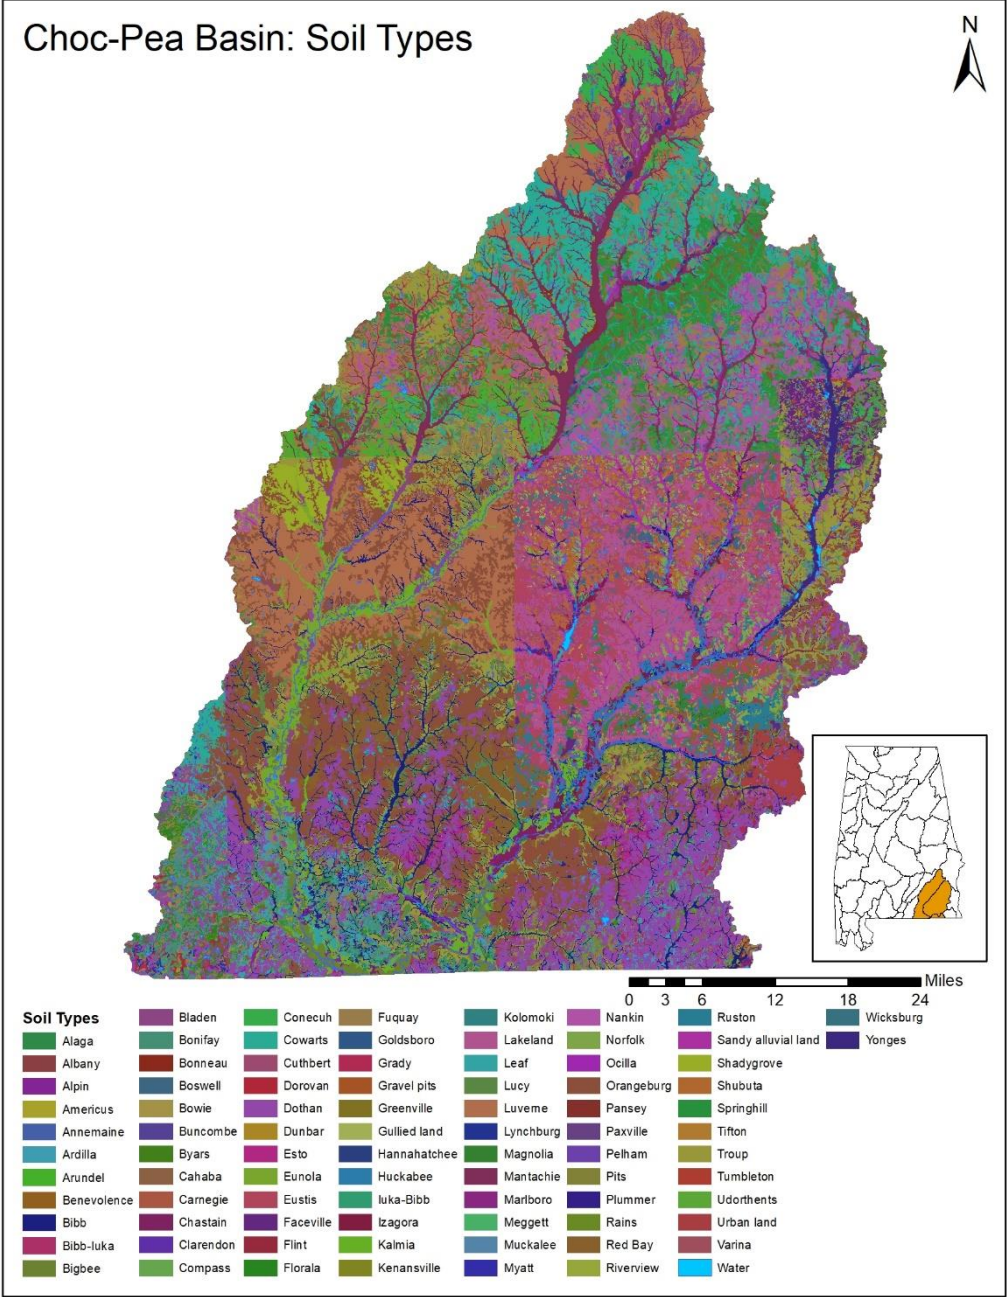 Choc-Pea Basin: Soil Types
N
Miles
0 3 6 12 18 24
Soil Types
Alaga
Albany
Alpin
Americus
Annemaine
Ardilla
Arundel
Benevolence
Bibb
Bibb-Iuka
Bigbee
Bladen
Bonifay
Bonneau
Boswell
Bowie
Buncombe
Byars
Cahaba
Carnegie
Chastain
Clarendon
Compass
Conecuh
Cowarts
Cuthbert
Dorovan
Dothan
Dunbar
Esto
Eunola
Eustis
Faceville
Flint
Florala
Fuquay
Goldsboro
Grady
Gravel pits
Greenville
Gullied land
Hannahatchee
Huckabee
Iuka-Bibb
Izagora
Kalmia
Kenansville
Kolomoki
Lakeland
Leaf
Lucy
Luverne
Lynchburg
Magnolia
Mantachie
Marlboro
Meggett
Muckalee
Myatt
Nankin
Norfolk
Ocilla
Orangeburg
Pansey
Paxville
Pelham
Pits
Plummer
Rains
Red Bay
Riverview
Ruston
Sandy alluvial land
Shadygrove
Shubuta
Springhill
Tifton
Troup
Tumbleton
Udorthents
Urban land
Varina
Water
Wicksburg
Yonges